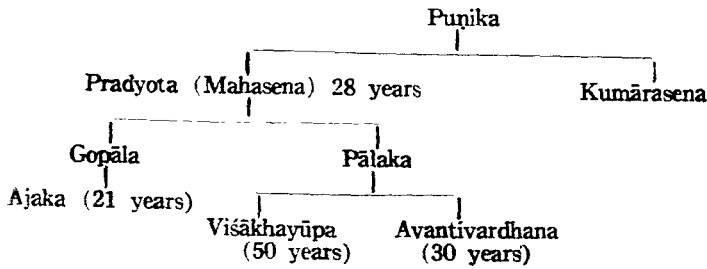 Puṇika
Pradyota (Mahasena) 28 years
Kumārasena
Gopāla
Pālaka
Ajaka (21 years)
Viśākhayūpa
(50 years)
Avantivardhana
(30 years)